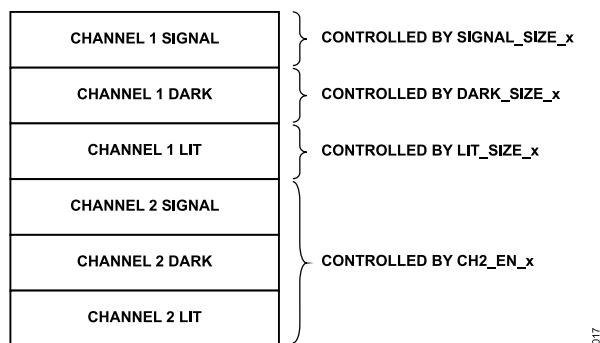 CHANNEL 1 SIGNAL CONTROLLED BY SIGNAL_SIZE_x
CHANNEL 1 DARK CONTROLLED BY DARK_SIZE_x
CHANNEL 1 LIT CONTROLLED BY LIT_SIZE_x
CHANNEL 2 SIGNAL
CHANNEL 2 DARK CONTROLLED BY CH2_EN_x
CHANNEL 2 LIT
017